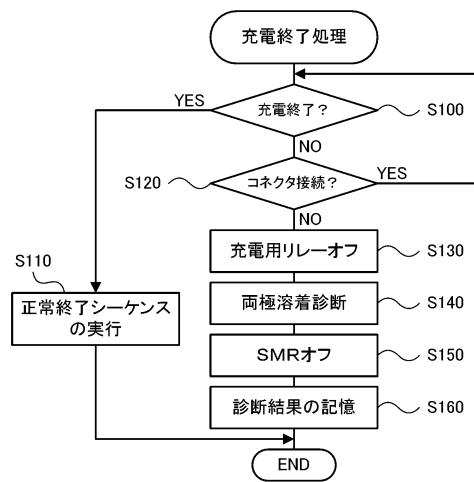 充電終了処理
YES
充電終了?
S100
NO
S120
コネクタ接続?
YES
NO
充電用リレーオフ
S130
S110
正常終了シーケンス
の実行
両極溶着診断
S140
SMRオフ
S150
診断結果の記憶
S160
END